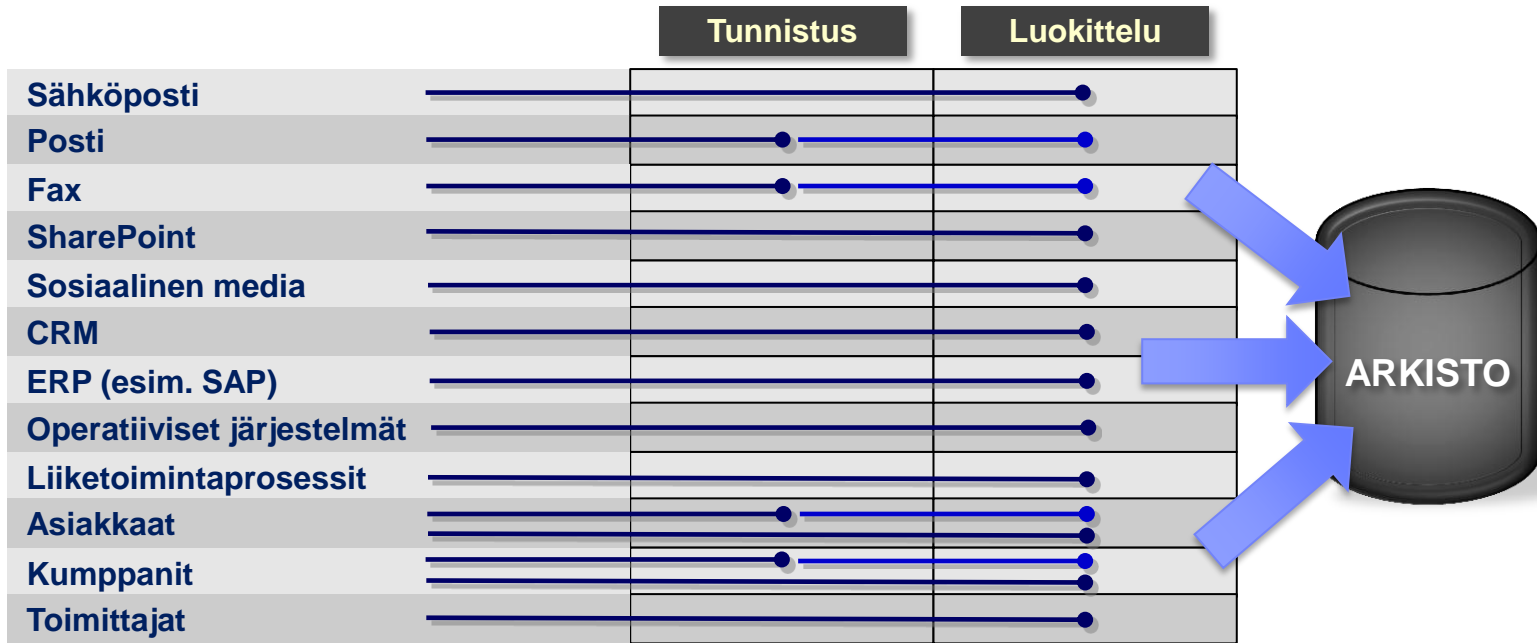 Tunnistus
Luokittelu
Sähköposti
Posti
Fax
SharePoint
Sosiaalinen media
CRM
ERP (esim. SAP)
Operatiiviset järjestelmät
Liiketoimintaprosessit
Asiakkaat
Kumppanit
Toimittajat
ARKISTO